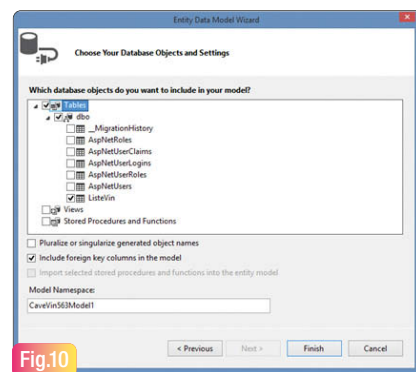 Entity Data Model Wizard
Choose Your Database Objects and Settings
Which database objects do you want to include in your model?
Tables
dbo
__MigrationHistory
AspNetRoles
AspNetUserClaims
AspNetUserLogins
AspNetUserRoles
AspNetUsers
ListeVin
Views
Stored Procedures and Functions
Pluralize or singularize generated object names
Include foreign key columns in the model
Import selected stored procedures and functions into the entity model
Model Namespace:
CaveVin563Model1
< Previous Next > Finish Cancel
Fig.10